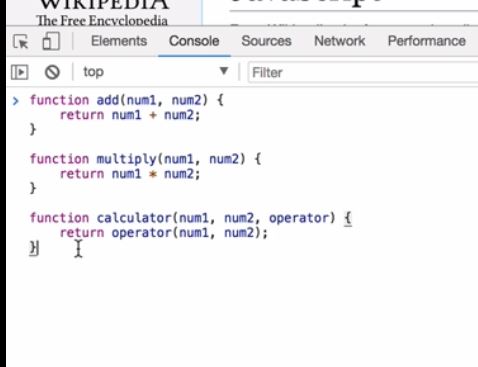 WIKIPEDIA
The Free Encyclopedia
Elements Console Sources Network Performance
top ▼ Filter
> function add(num1, num2) {
    return num1 + num2;
}

function multiply(num1, num2) {
    return num1 * num2;
}

function calculator(num1, num2, operator) {
    return operator(num1, num2);
}